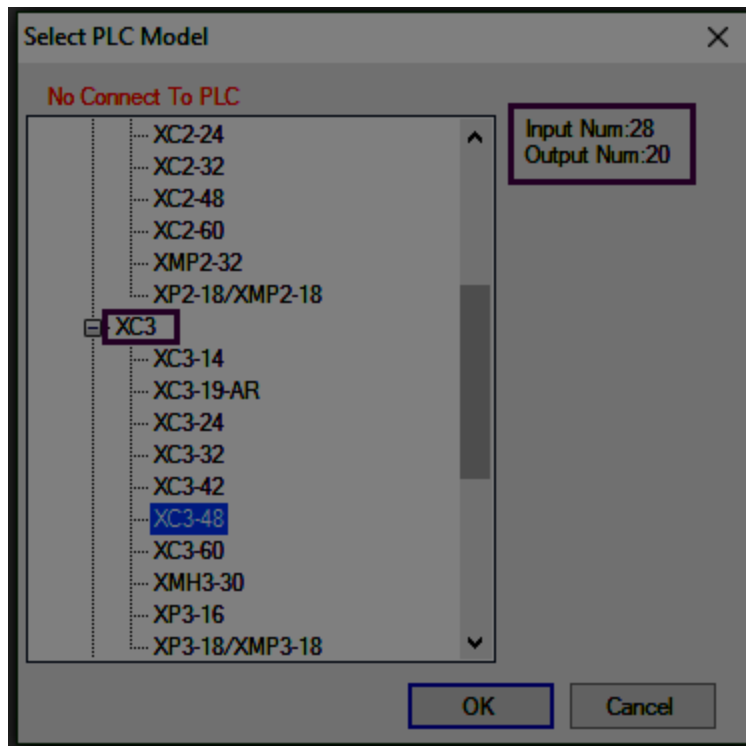 Select PLC Model
No Connect To PLC
XC2-24
XC2-32
XC2-48
XC2-60
XMP2-32
XP2-18/XMP2-18
XC3
XC3-14
XC3-19-AR
XC3-24
XC3-32
XC3-42
XC3-48
XC3-60
XMH3-30
XP3-16
XP3-18/XMP3-18
Input Num:28
Output Num:20
OK
Cancel